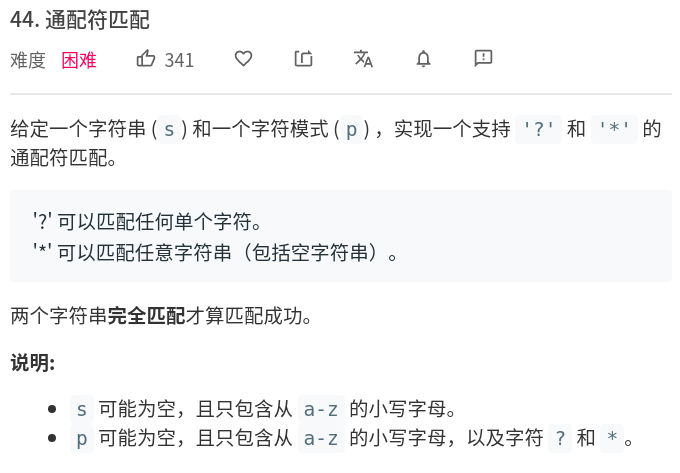 44. 通配符匹配
难度 困难 341
给定一个字符串 ( s ) 和一个字符模式 ( p ) ，实现一个支持 '?' 和 '*' 的
通配符匹配。
'?' 可以匹配任何单个字符。
'*' 可以匹配任意字符串（包括空字符串）。
两个字符串完全匹配才算匹配成功。
说明:
• s 可能为空，且只包含从 a-z 的小写字母。
• p 可能为空，且只包含从 a-z 的小写字母，以及字符 ? 和 *。